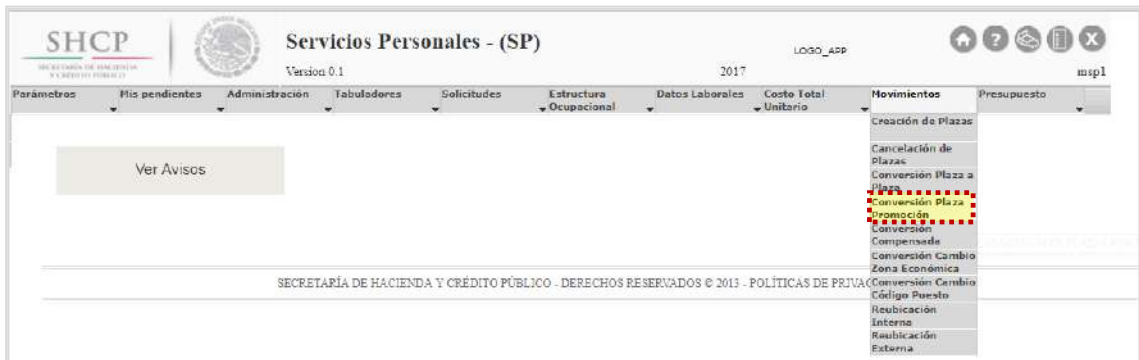 SHCP
SECRETARÍA DE HACIENDA
Y CRÉDITO PÚBLICO
Servicios Personales - (SP)
LOGO_APP
Version 0.1
2017
msp1
Parámetros
Mis pendientes
Administración
Tabuladores
Solicitudes
Estructura
Ocupacional
Datos Laborales
Costo Total
Unitario
Movimientos
Presupuesto
Creación de Plazas
Cancelación de
Plazas
Conversión Plaza a
Plaza
Conversión Plaza
Promoción
Conversión
Compensada
Conversión Cambio
Zona Económica
Conversión Cambio
Código Puesto
Reubicación
Interna
Reubicación
Externa
Ver Avisos
SECRETARÍA DE HACIENDA Y CRÉDITO PÚBLICO - DERECHOS RESERVADOS © 2013 - POLÍTICAS DE PRIVAC